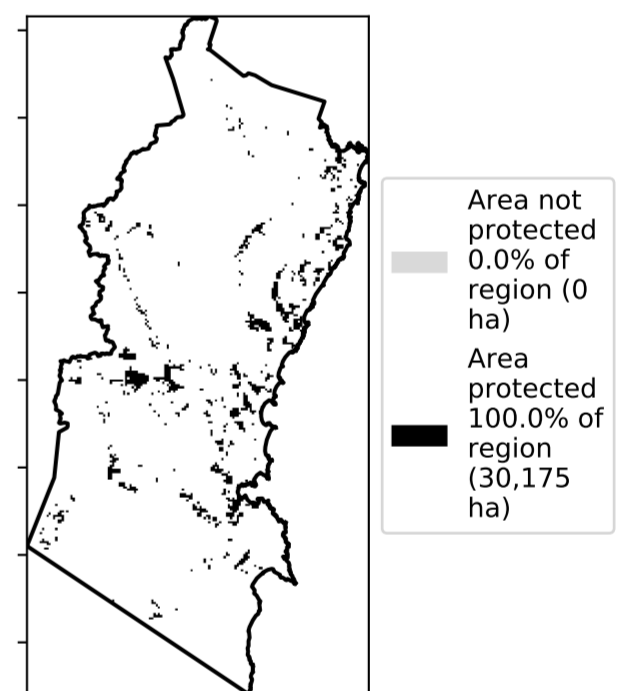 Area not
protected
0.0% of
region (0
ha)
Area
protected
100.0% of
region
(30,175
ha)